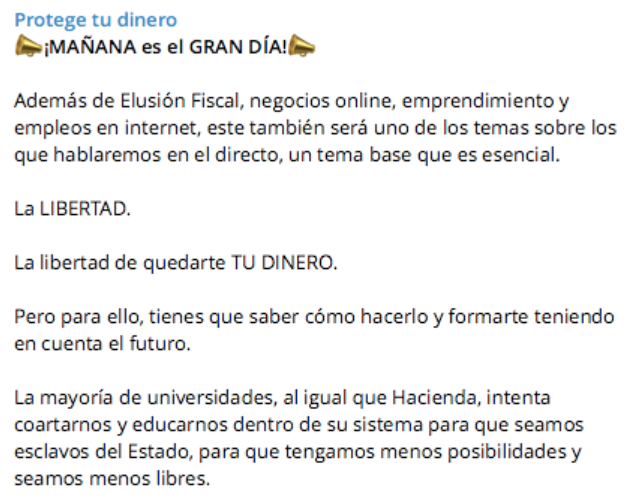 Protege tu dinero
📣¡MAÑANA es el GRAN DÍA!📣
Además de Elusión Fiscal, negocios online, emprendimiento y
empleos en internet, este también será uno de los temas sobre los
que hablaremos en el directo, un tema base que es esencial.
La LIBERTAD.
La libertad de quedarte TU DINERO.
Pero para ello, tienes que saber cómo hacerlo y formarte teniendo
en cuenta el futuro.
La mayoría de universidades, al igual que Hacienda, intenta
coartarnos y educarnos dentro de su sistema para que seamos
esclavos del Estado, para que tengamos menos posibilidades y
seamos menos libres.